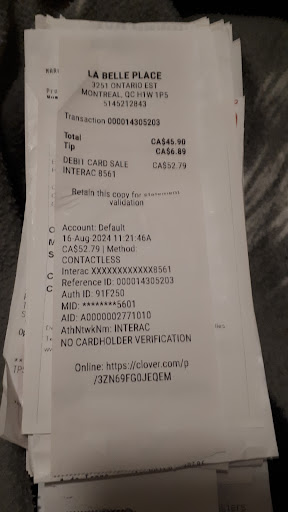 LA BELLE PLACE
3251 ONTARIO EST
MONTREAL, QC H1W 1P5
5145212843
Transaction 000014305203
Total CA$45.90
Tip CA$6.89
DEBIT CARD SALE CA$52.79
INTERAC 8561
Retain this copy for statement
validation
Account: Default
16-Aug-2024 11:21:46A
CA$52.79 | Method:
CONTACTLESS
Interac XXXXXXXXXXXX8561
Reference ID: 000014305203
Auth ID: 91F250
MID: ********5601
AID: A0000002771010
AthNtwkNm: INTERAC
NO CARDHOLDER VERIFICATION
Online: https://clover.com/p
/3ZN69FG0JEQEM